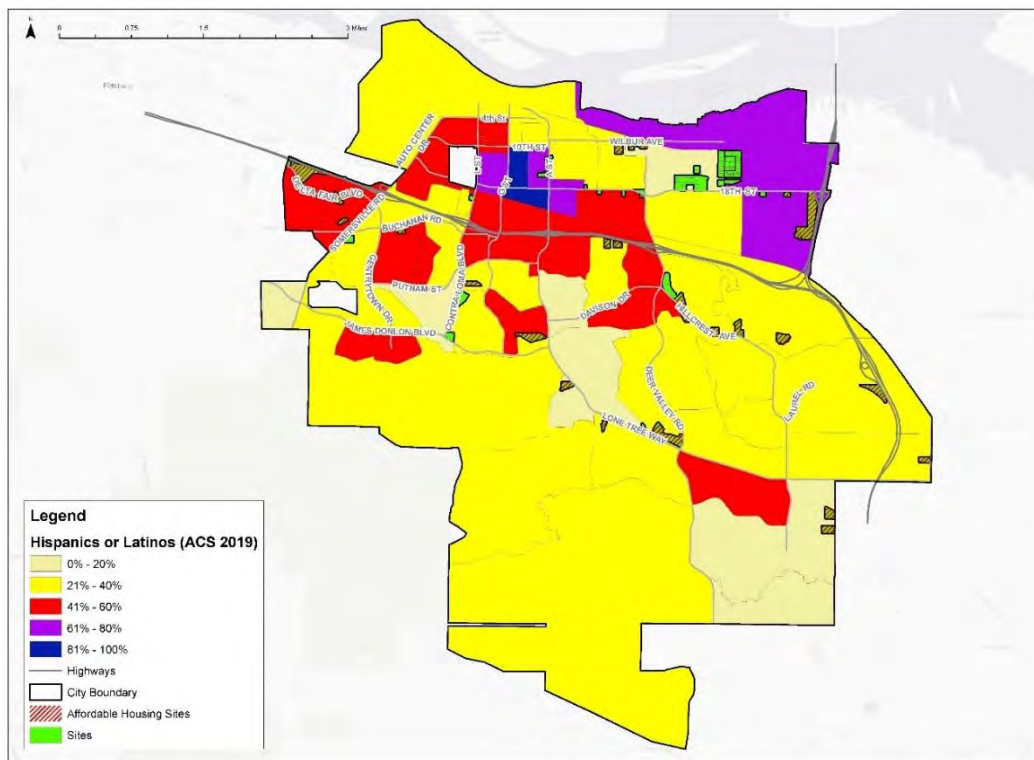 N
0 0.75 1.5 3 Miles
Pittsburg
4th St
AUTO CENTER DR
10TH ST
WILBUR AVE
L ST
G ST
A ST
18TH ST
DELTA FAIR BLVD
SOMERSVILLE RD
BUCHANAN RD
GENTRYTOWN DR
PUTNAM ST
CONTRA LOMA BLVD
DAVISON DR
HILLCREST AVE
JAMES DONLON BLVD
DEER VALLEY RD
LAUREL RD
LONE TREE WAY
Legend
Hispanics or Latinos (ACS 2019)
0% - 20%
21% - 40%
41% - 60%
61% - 80%
81% - 100%
Highways
City Boundary
Affordable Housing Sites
Sites